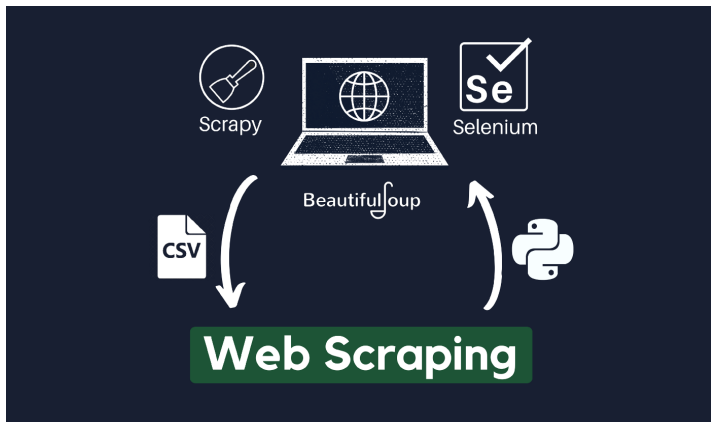 Se
Scrapy
Selenium
BeautifulSoup
CSV
Web Scraping